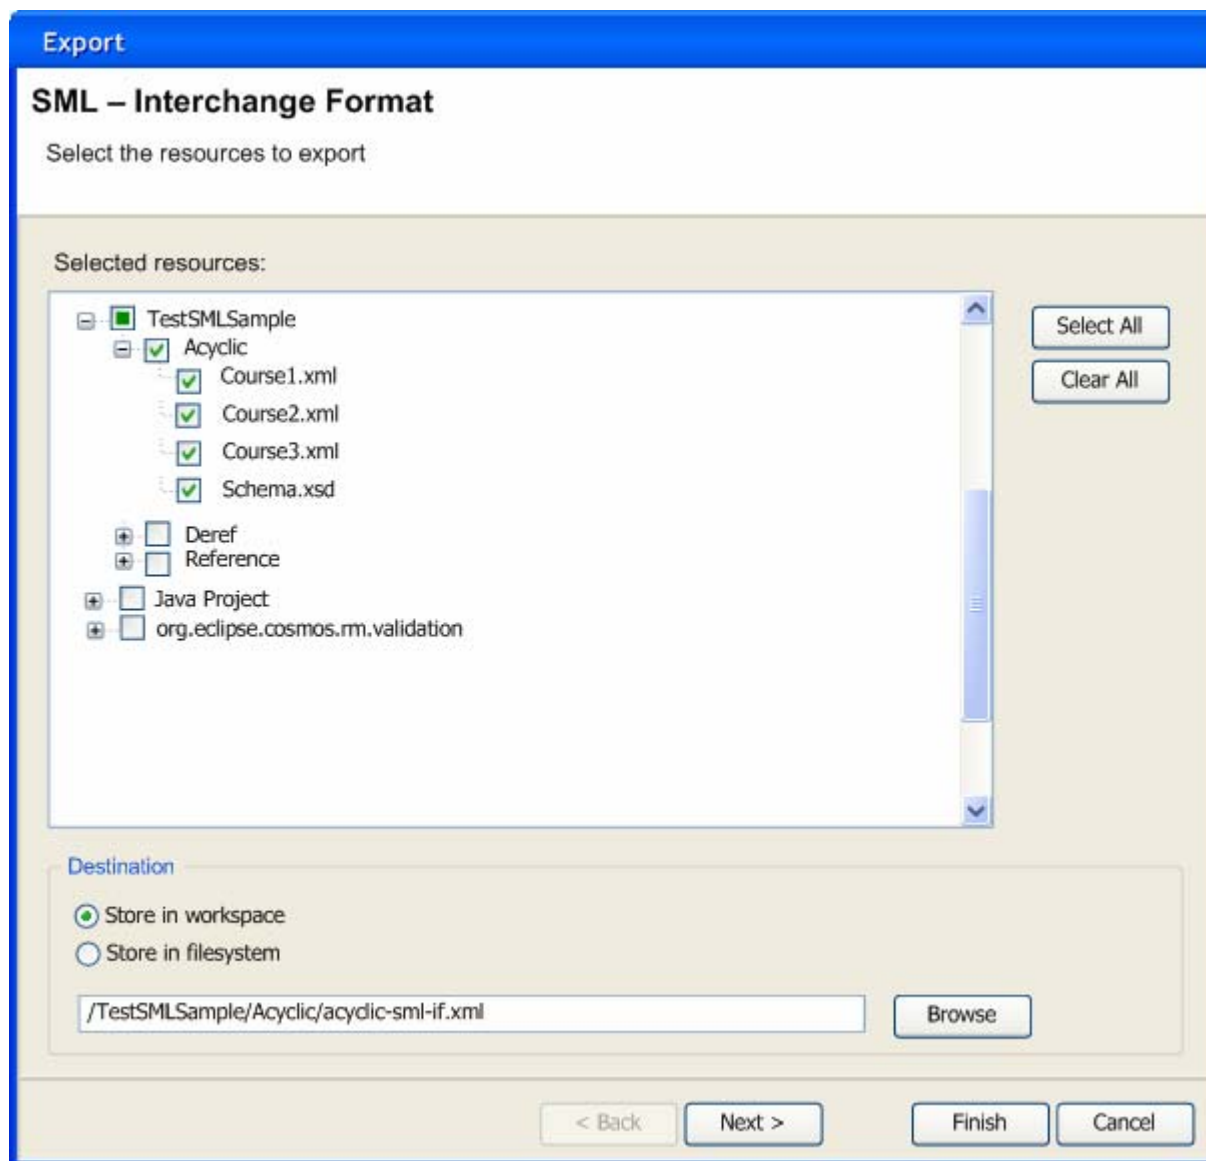 Export
SML – Interchange Format
Select the resources to export
Selected resources:
TestSMLSample
Acyclic
Course1.xml
Course2.xml
Course3.xml
Schema.xsd
Deref
Reference
Java Project
org.eclipse.cosmos.rm.validation
Select All
Clear All
Destination
Store in workspace
Store in filesystem
/TestSMLSample/Acyclic/acyclic-sml-if.xml
Browse
< Back
Next >
Finish
Cancel